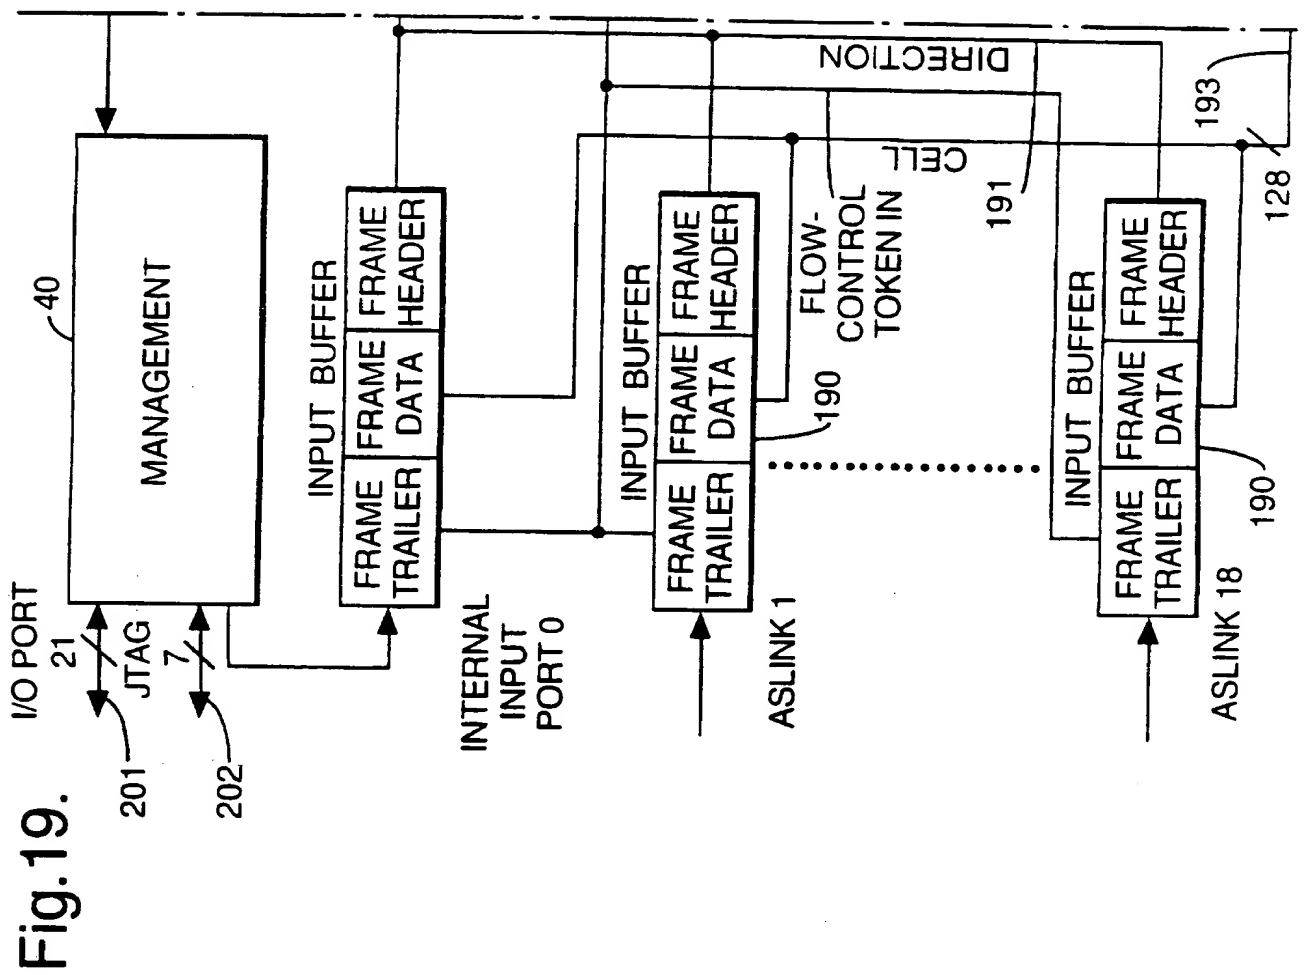 Fig.19.
I/O PORT
21
JTAG
7
201
202
40
MANAGEMENT
INTERNAL
INPUT
PORT 0
INPUT BUFFER
FRAME
TRAILER
FRAME
DATA
FRAME
HEADER
ASLINK 1
INPUT BUFFER
FRAME
TRAILER
FRAME
DATA
FRAME
HEADER
190
FLOW-
CONTROL
TOKEN IN
CELL
DIRECTION
191
ASLINK 18
INPUT BUFFER
FRAME
TRAILER
FRAME
DATA
FRAME
HEADER
190
128
193